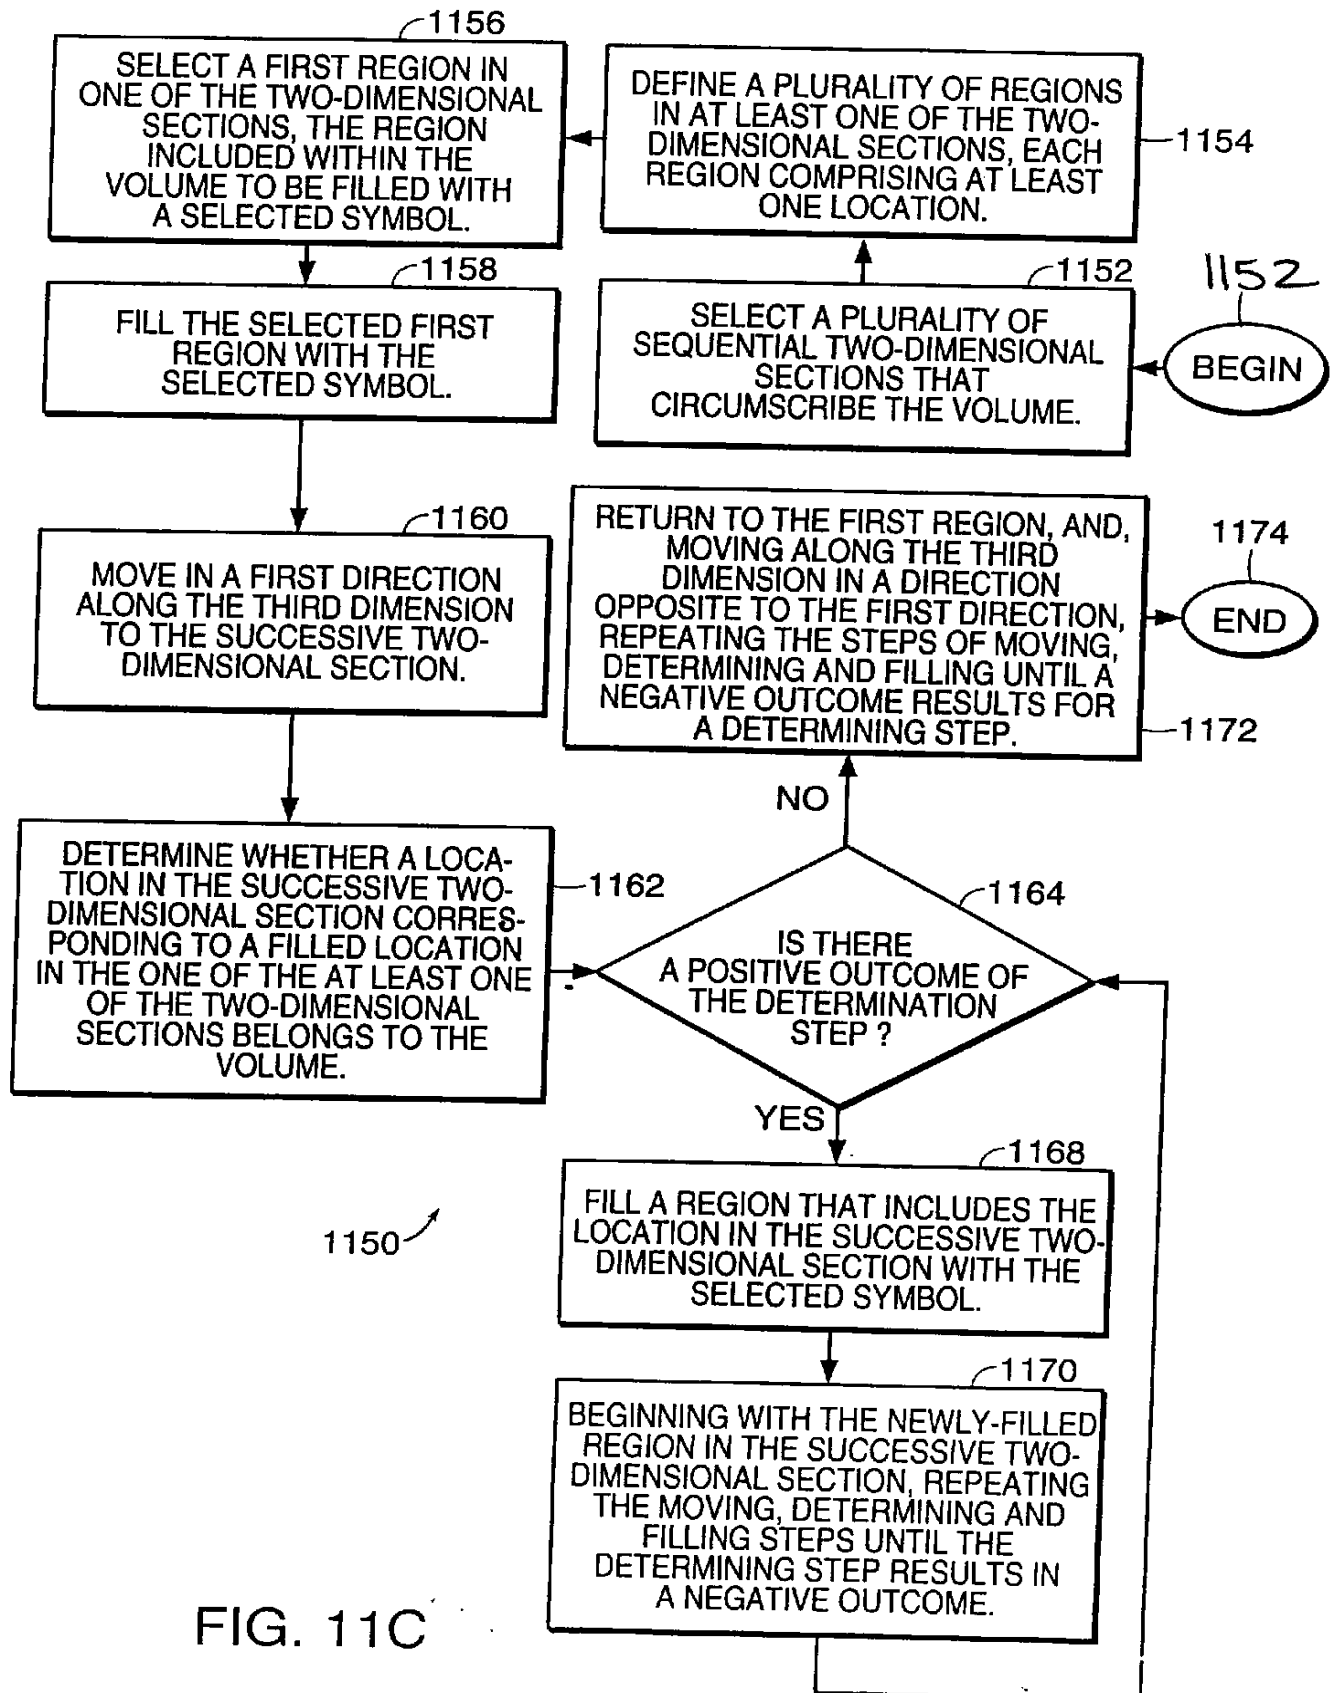 1152
BEGIN
1152
SELECT A PLURALITY OF
SEQUENTIAL TWO-DIMENSIONAL
SECTIONS THAT
CIRCUMSCRIBE THE VOLUME.
1154
DEFINE A PLURALITY OF REGIONS
IN AT LEAST ONE OF THE TWO-
DIMENSIONAL SECTIONS, EACH
REGION COMPRISING AT LEAST
ONE LOCATION.
1156
SELECT A FIRST REGION IN
ONE OF THE TWO-DIMENSIONAL
SECTIONS, THE REGION
INCLUDED WITHIN THE
VOLUME TO BE FILLED WITH
A SELECTED SYMBOL.
1158
FILL THE SELECTED FIRST
REGION WITH THE
SELECTED SYMBOL.
1160
MOVE IN A FIRST DIRECTION
ALONG THE THIRD DIMENSION
TO THE SUCCESSIVE TWO-
DIMENSIONAL SECTION.
1162
DETERMINE WHETHER A LOCA-
TION IN THE SUCCESSIVE TWO-
DIMENSIONAL SECTION CORRES-
PONDING TO A FILLED LOCATION
IN THE ONE OF THE AT LEAST ONE
OF THE TWO-DIMENSIONAL
SECTIONS BELONGS TO THE
VOLUME.
1164
IS THERE
A POSITIVE OUTCOME OF
THE DETERMINATION
STEP ?
NO
1172
RETURN TO THE FIRST REGION, AND,
MOVING ALONG THE THIRD
DIMENSION IN A DIRECTION
OPPOSITE TO THE FIRST DIRECTION,
REPEATING THE STEPS OF MOVING,
DETERMINING AND FILLING UNTIL A
NEGATIVE OUTCOME RESULTS FOR
A DETERMINING STEP.
1174
END
YES
1168
FILL A REGION THAT INCLUDES THE
LOCATION IN THE SUCCESSIVE TWO-
DIMENSIONAL SECTION WITH THE
SELECTED SYMBOL.
1170
BEGINNING WITH THE NEWLY-FILLED
REGION IN THE SUCCESSIVE TWO-
DIMENSIONAL SECTION, REPEATING
THE MOVING, DETERMINING AND
FILLING STEPS UNTIL THE
DETERMINING STEP RESULTS IN
A NEGATIVE OUTCOME.
1150
FIG. 11C